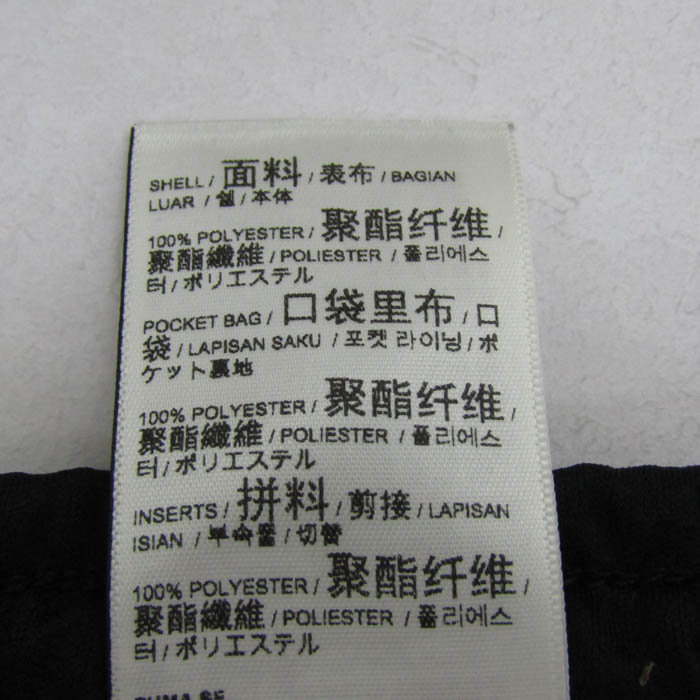 SHELL / 面料 / 表布 / BAGIAN
LUAR / 쉘 / 本体
100% POLYESTER / 聚酯纤维 /
聚酯纖維 / POLIESTER / 폴리에스
터 / ポリエステル
POCKET BAG / 口袋里布 / 口
袋 / LAPISAN SAKU / 포켓 라이닝 / ポ
ケット裏地
100% POLYESTER / 聚酯纤维 /
聚酯纖維 / POLIESTER / 폴리에스
터 / ポリエステル
INSERTS / 拼料 / 剪接 / LAPISAN
ISIAN / 부속물 / 切替
100% POLYESTER / 聚酯纤维 /
聚酯纖維 / POLIESTER / 폴리에스
터 / ポリエステル
PUMA SE